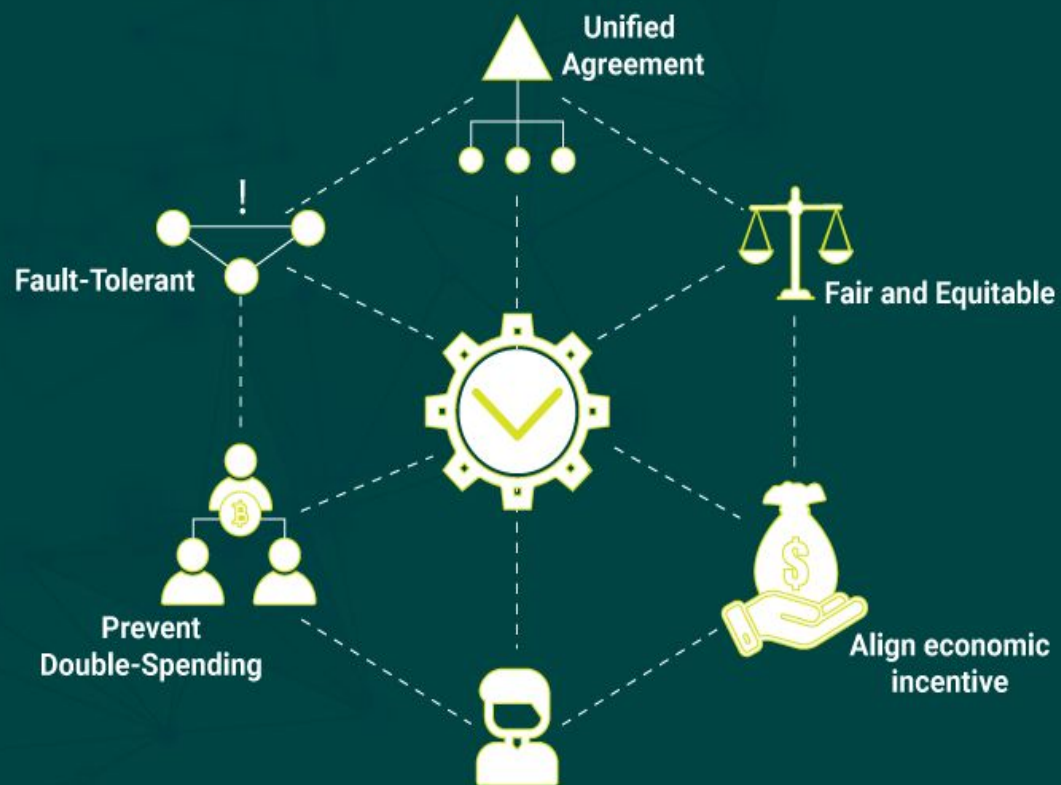 Unified
Agreement
!
Fault-Tolerant
Fair and Equitable
₿
$
Prevent
Double-Spending
Align economic
incentive